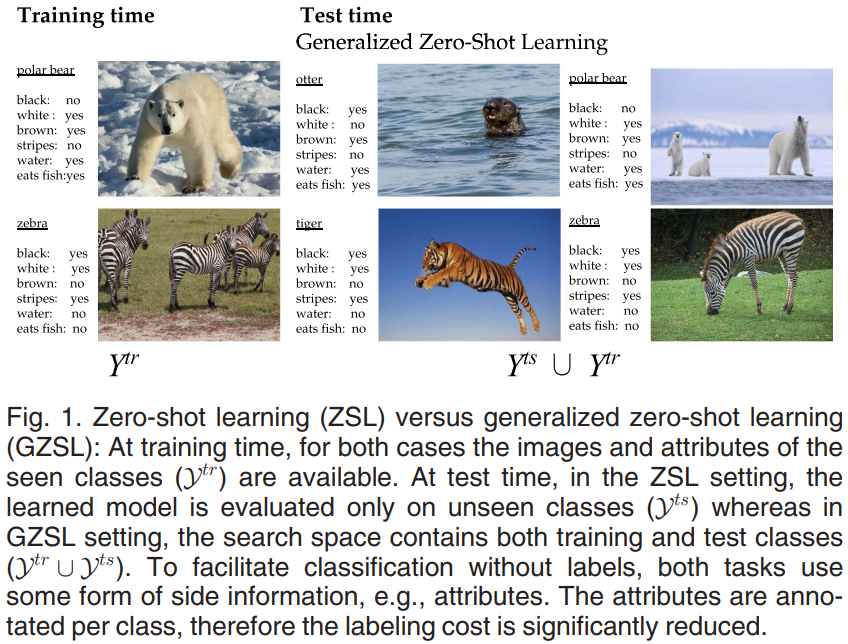 Training time
Test time
Generalized Zero-Shot Learning
polar bear
black: no
white : yes
brown: yes
stripes: no
water: yes
eats fish:yes
otter
black: yes
white : no
brown: yes
stripes: no
water: yes
eats fish: yes
polar bear
black: no
white : yes
brown: yes
stripes: no
water: yes
eats fish: yes
zebra
black: yes
white : yes
brown: no
stripes: yes
water: no
eats fish: no
tiger
black: yes
white : yes
brown: no
stripes: yes
water: no
eats fish: no
zebra
black: yes
white : yes
brown: no
stripes: yes
water: no
eats fish: no
Y^tr
Y^ts ∪ Y^tr
Fig. 1. Zero-shot learning (ZSL) versus generalized zero-shot learning
(GZSL): At training time, for both cases the images and attributes of the
seen classes (𝒴^tr) are available. At test time, in the ZSL setting, the
learned model is evaluated only on unseen classes (𝒴^ts) whereas in
GZSL setting, the search space contains both training and test classes
(𝒴^tr ∪ 𝒴^ts). To facilitate classification without labels, both tasks use
some form of side information, e.g., attributes. The attributes are anno-
tated per class, therefore the labeling cost is significantly reduced.